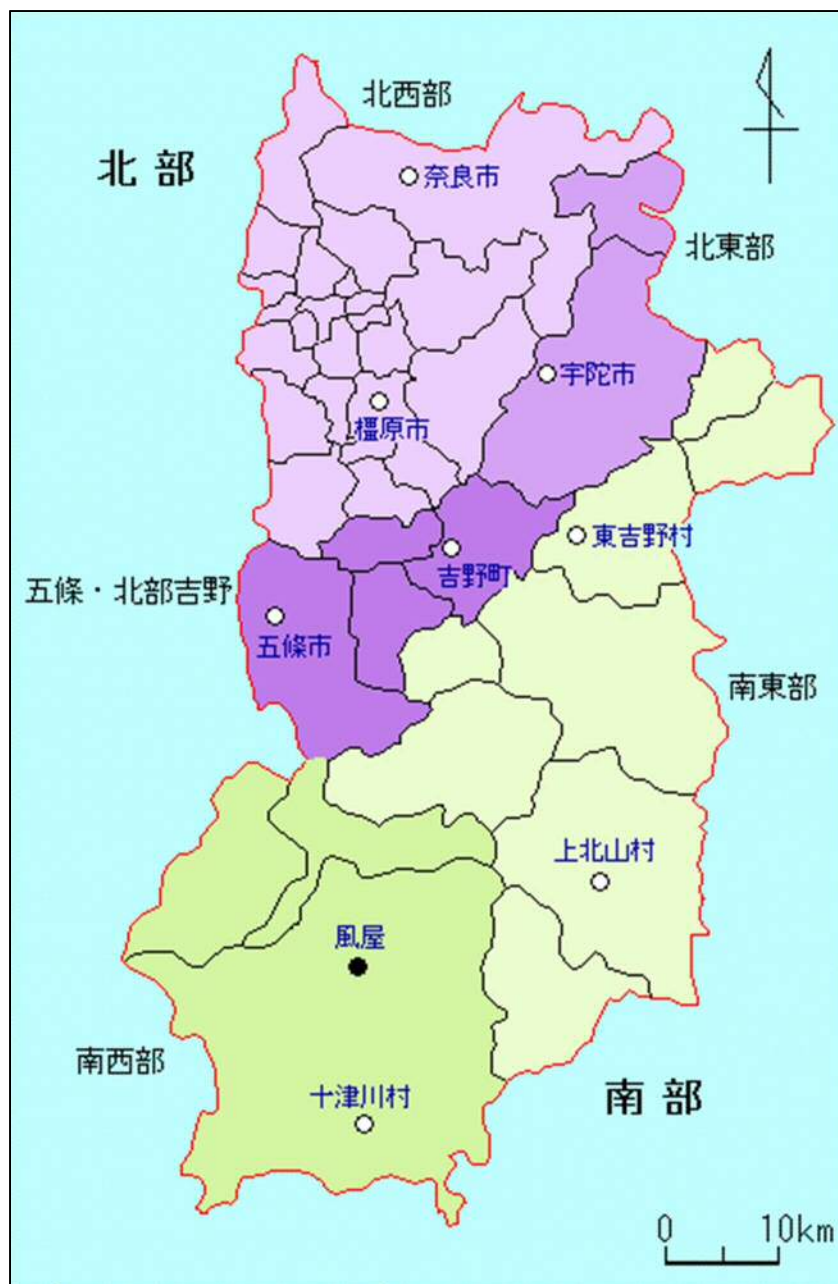 北西部
北部
奈良市
北東部
宇陀市
橿原市
東吉野村
吉野町
五條・北部吉野
五條市
南東部
上北山村
風屋
南西部
十津川村
南部
0 10km